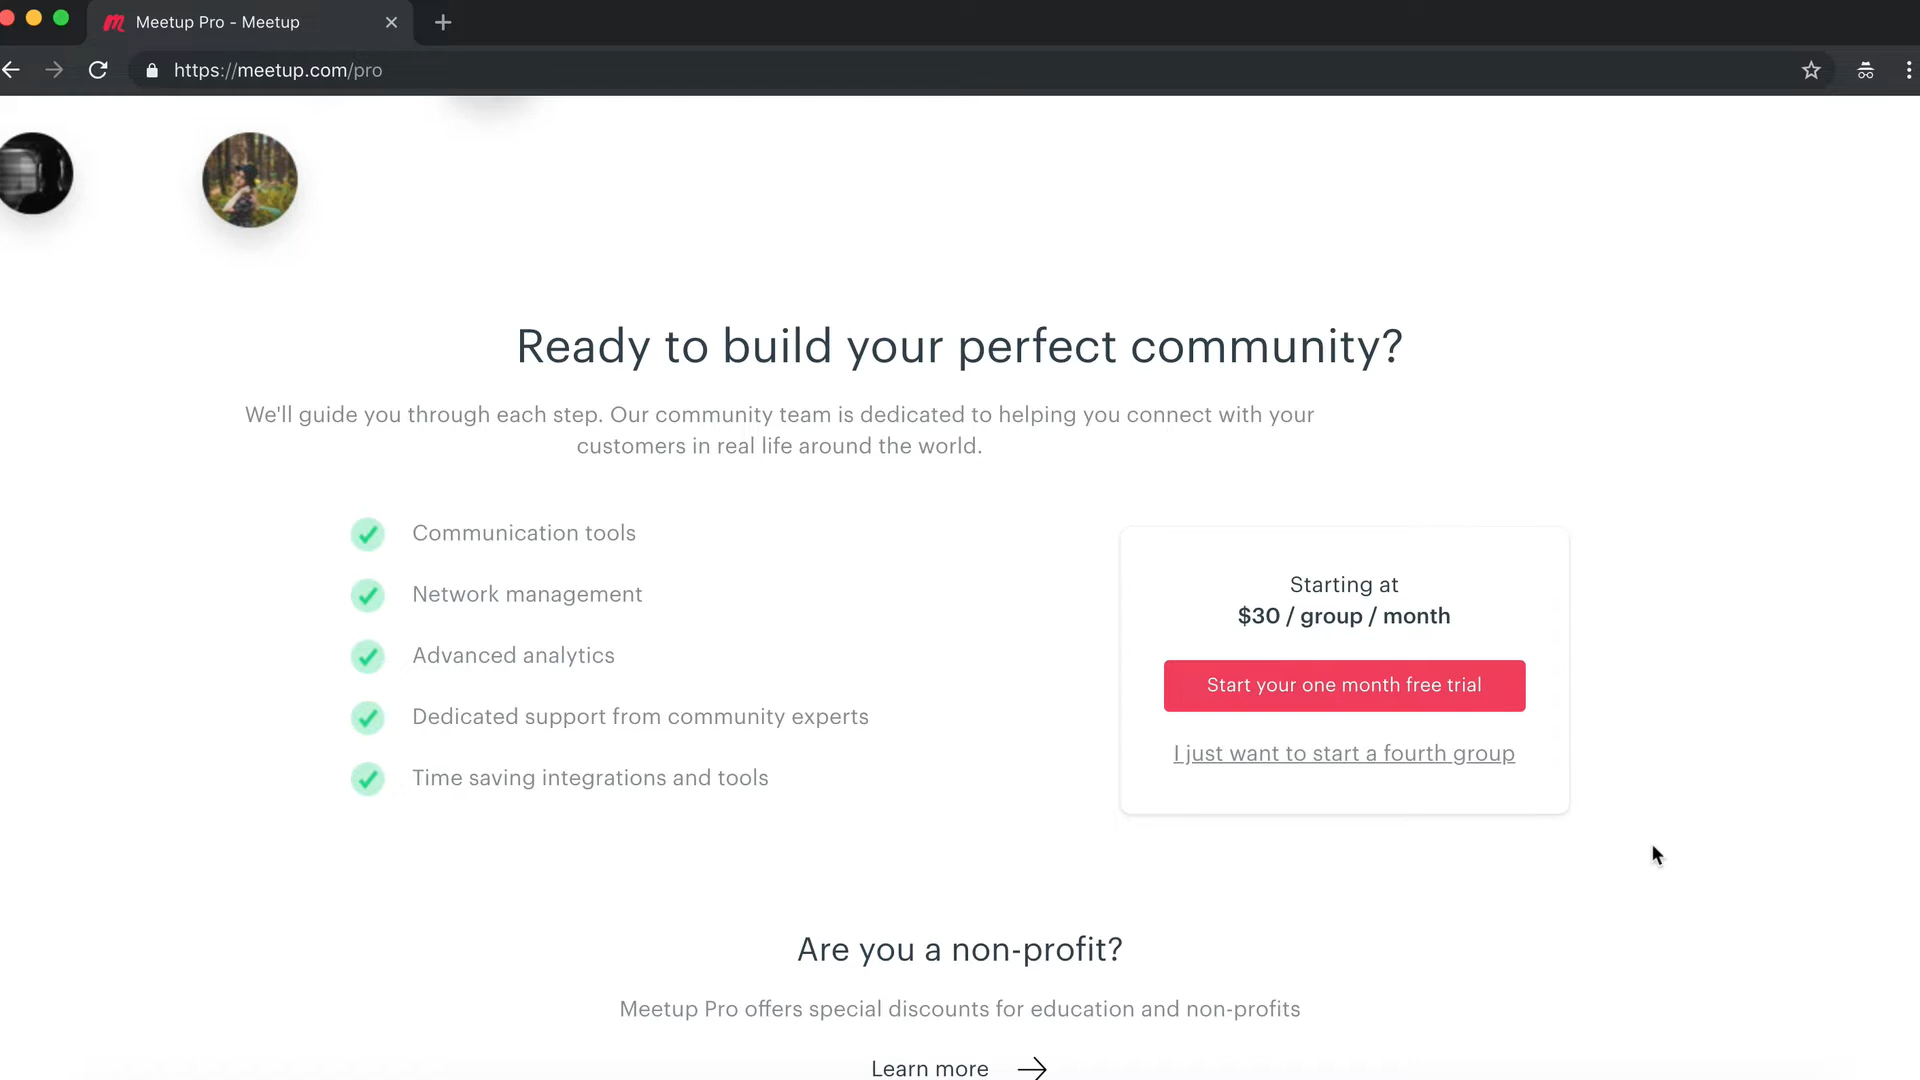 Meetup Pro - Meetup
https://meetup.com/pro
Ready to build your perfect community?
We'll guide you through each step. Our community team is dedicated to helping you connect with your
customers in real life around the world.
Communication tools
Network management
Advanced analytics
Dedicated support from community experts
Time saving integrations and tools
Starting at
$30 / group / month
Start your one month free trial
I just want to start a fourth group
Are you a non-profit?
Meetup Pro offers special discounts for education and non-profits
Learn more